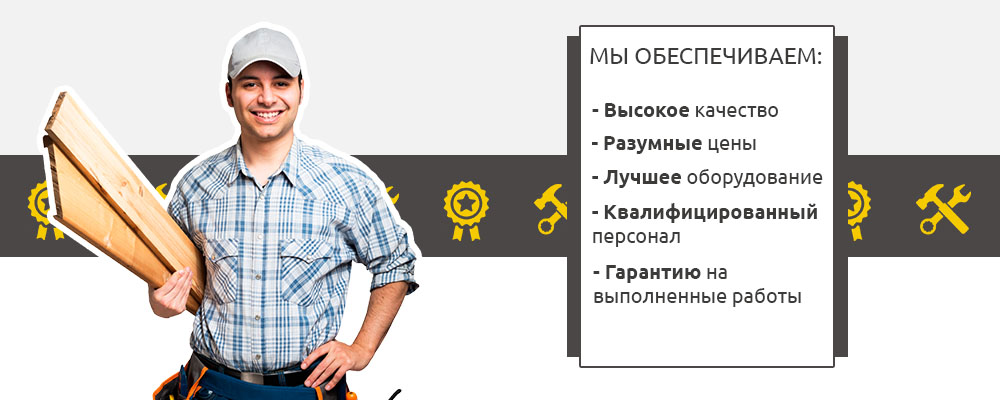 МЫ ОБЕСПЕЧИВАЕМ:
- Высокое качество
- Разумные цены
- Лучшее оборудование
- Квалифицированный
персонал
- Гарантию на
выполненные работы